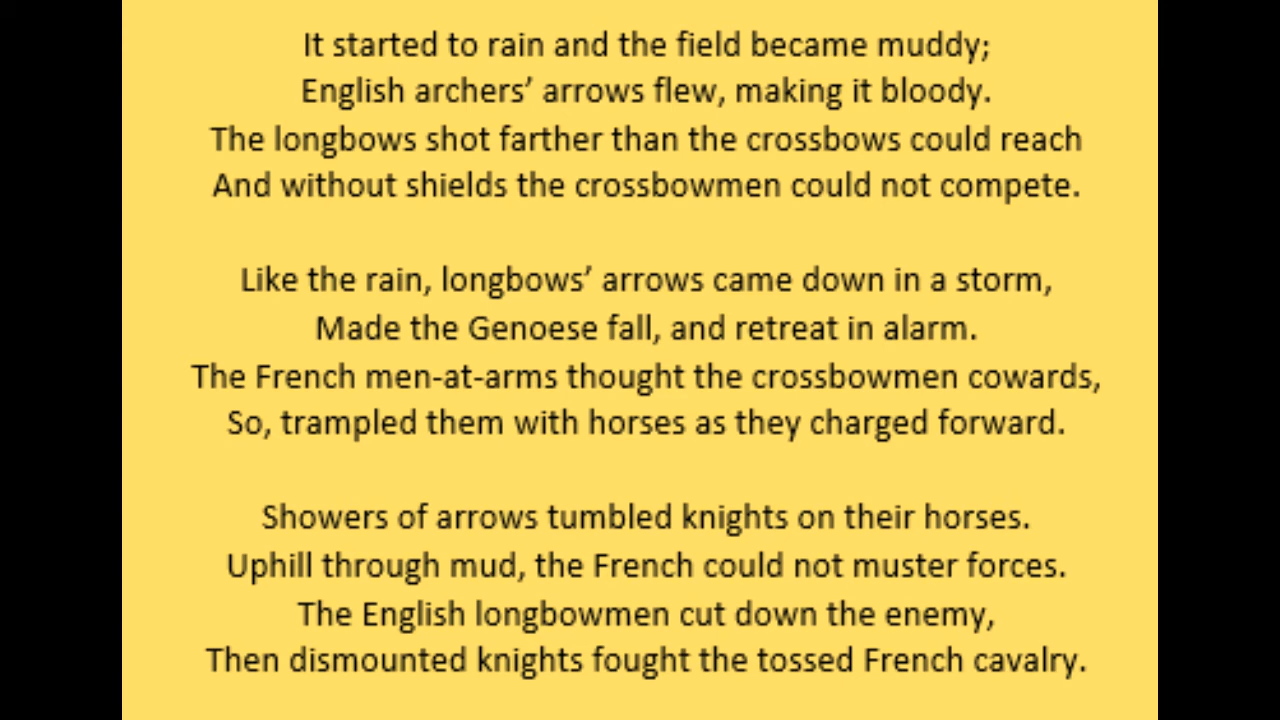 It started to rain and the field became muddy;
English archers’ arrows flew, making it bloody.
The longbows shot farther than the crossbows could reach
And without shields the crossbowmen could not compete.
Like the rain, longbows’ arrows came down in a storm,
Made the Genoese fall, and retreat in alarm.
The French men-at-arms thought the crossbowmen cowards,
So, trampled them with horses as they charged forward.
Showers of arrows tumbled knights on their horses.
Uphill through mud, the French could not muster forces.
The English longbowmen cut down the enemy,
Then dismounted knights fought the tossed French cavalry.